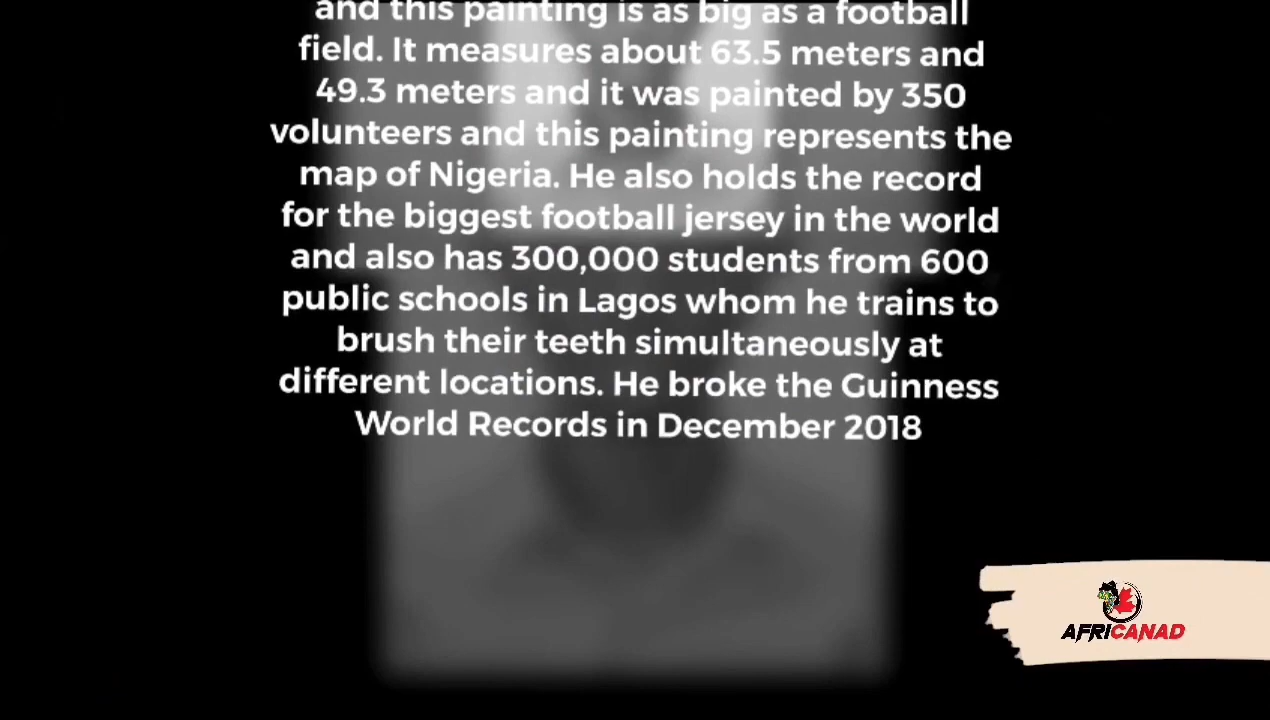 and this painting is as big as a football
field. It measures about 63.5 meters and
49.3 meters and it was painted by 350
volunteers and this painting represents the
map of Nigeria. He also holds the record
for the biggest football jersey in the world
and also has 300,000 students from 600
public schools in Lagos whom he trains to
brush their teeth simultaneously at
different locations. He broke the Guinness
World Records in December 2018
AFRICANAD